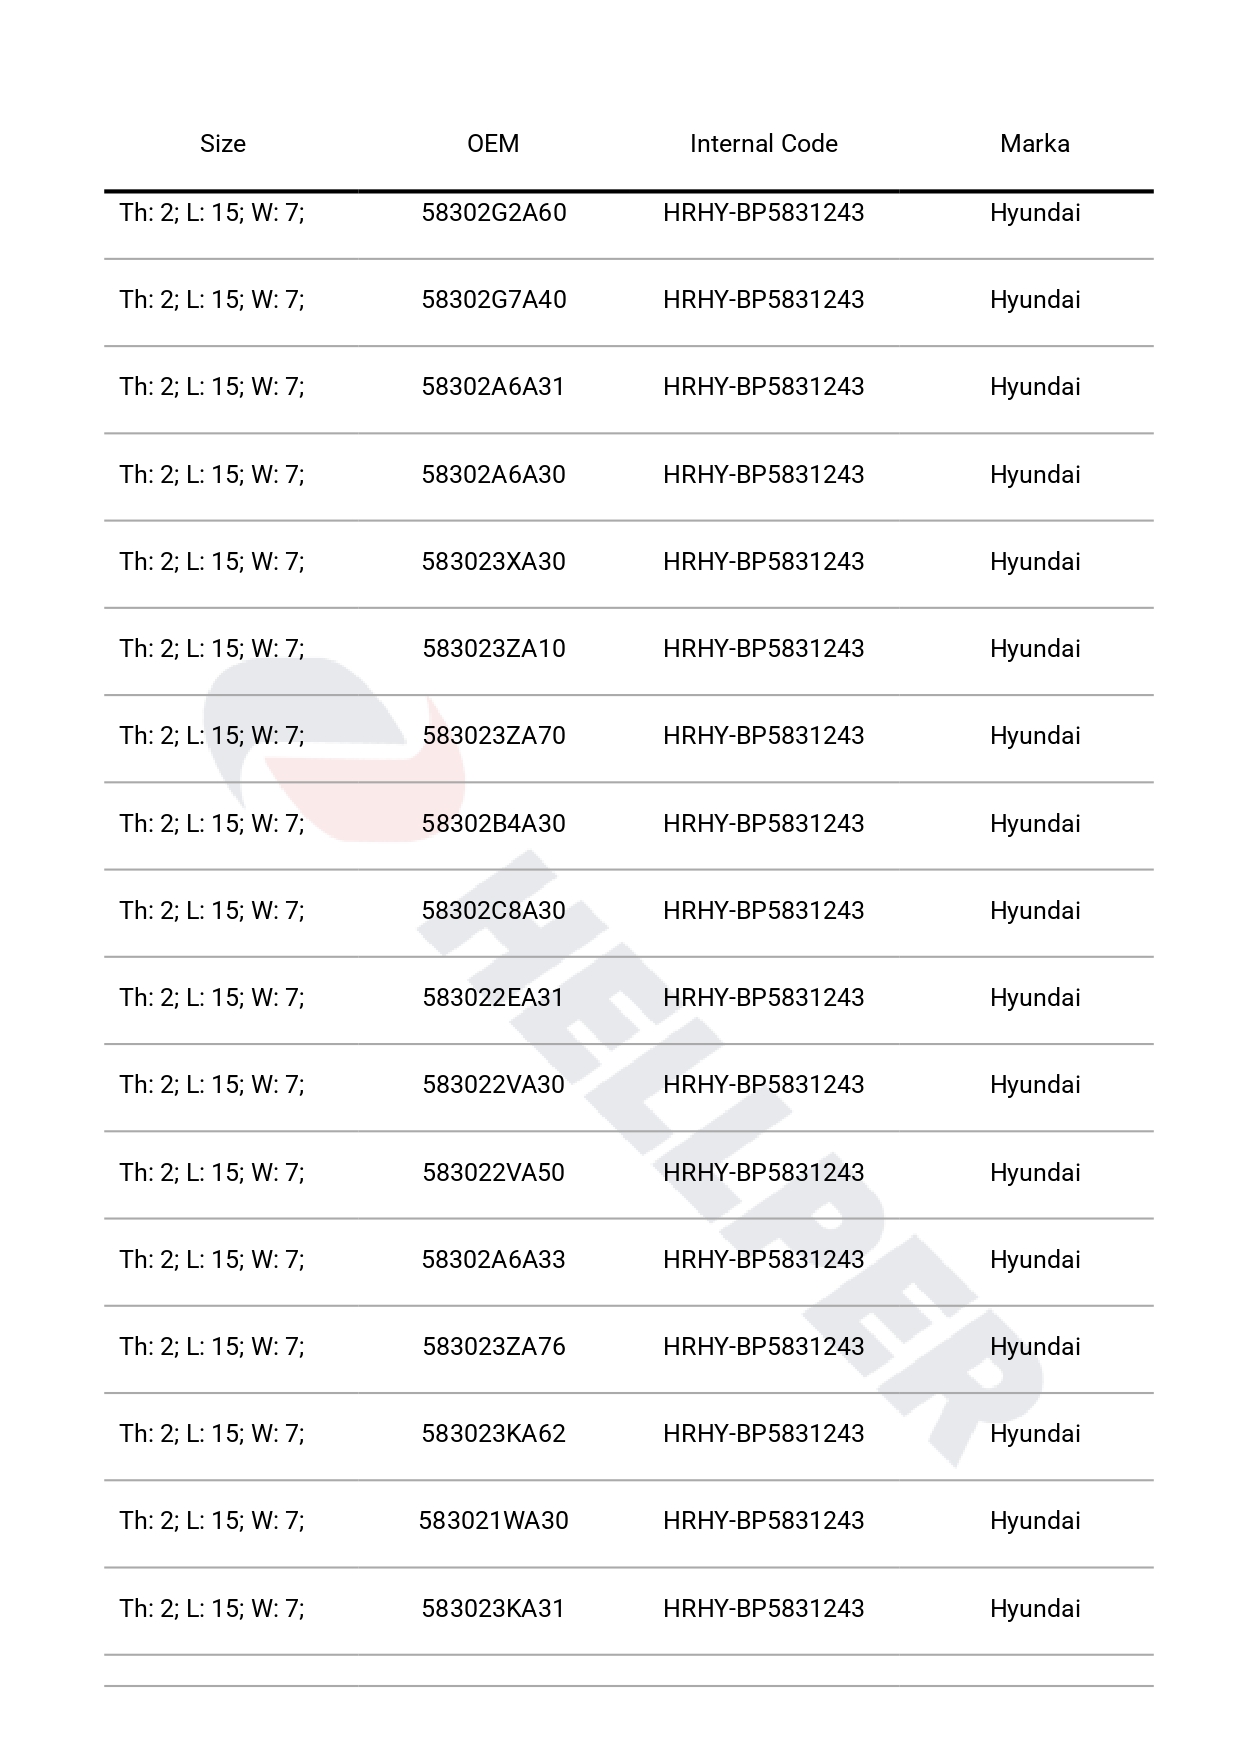 Size OEM Internal Code Marka
Th: 2; L: 15; W: 7; 58302G2A60 HRHY-BP5831243 Hyundai
Th: 2; L: 15; W: 7; 58302G7A40 HRHY-BP5831243 Hyundai
Th: 2; L: 15; W: 7; 58302A6A31 HRHY-BP5831243 Hyundai
Th: 2; L: 15; W: 7; 58302A6A30 HRHY-BP5831243 Hyundai
Th: 2; L: 15; W: 7; 583023XA30 HRHY-BP5831243 Hyundai
Th: 2; L: 15; W: 7; 583023ZA10 HRHY-BP5831243 Hyundai
Th: 2; L: 15; W: 7; 583023ZA70 HRHY-BP5831243 Hyundai
Th: 2; L: 15; W: 7; 58302B4A30 HRHY-BP5831243 Hyundai
Th: 2; L: 15; W: 7; 58302C8A30 HRHY-BP5831243 Hyundai
Th: 2; L: 15; W: 7; 583022EA31 HRHY-BP5831243 Hyundai
Th: 2; L: 15; W: 7; 583022VA30 HRHY-BP5831243 Hyundai
Th: 2; L: 15; W: 7; 583022VA50 HRHY-BP5831243 Hyundai
Th: 2; L: 15; W: 7; 58302A6A33 HRHY-BP5831243 Hyundai
Th: 2; L: 15; W: 7; 583023ZA76 HRHY-BP5831243 Hyundai
Th: 2; L: 15; W: 7; 583023KA62 HRHY-BP5831243 Hyundai
Th: 2; L: 15; W: 7; 583021WA30 HRHY-BP5831243 Hyundai
Th: 2; L: 15; W: 7; 583023KA31 HRHY-BP5831243 Hyundai
HELLPER